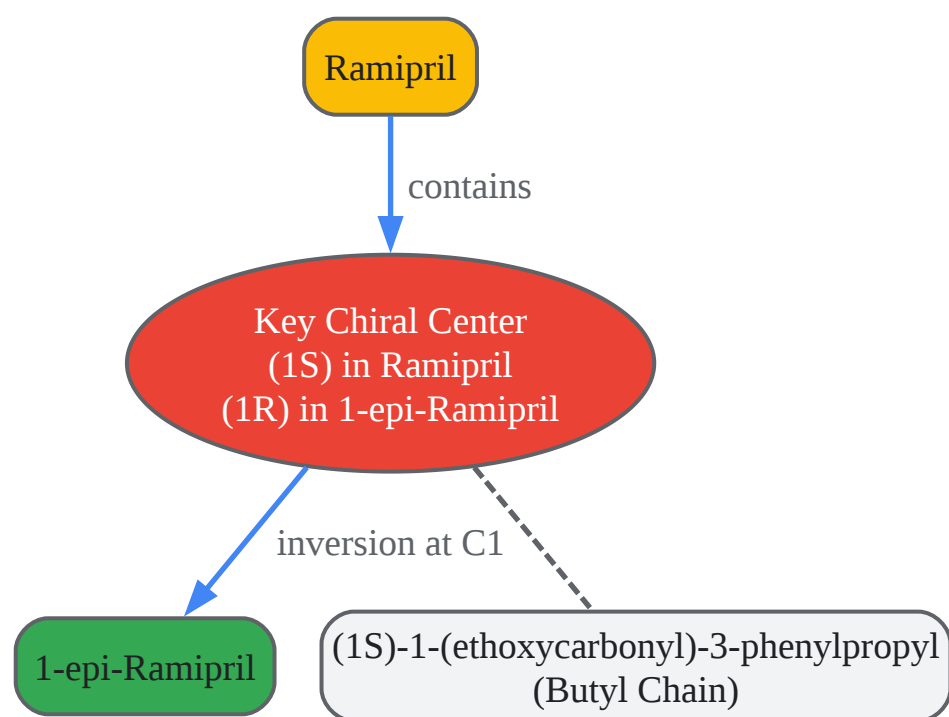 Ramipril
contains
Key Chiral Center
(1S) in Ramipril
(1R) in 1-epi-Ramipril
inversion at C1
1-epi-Ramipril
(1S)-1-(ethoxycarbonyl)-3-phenylpropyl
(Butyl Chain)